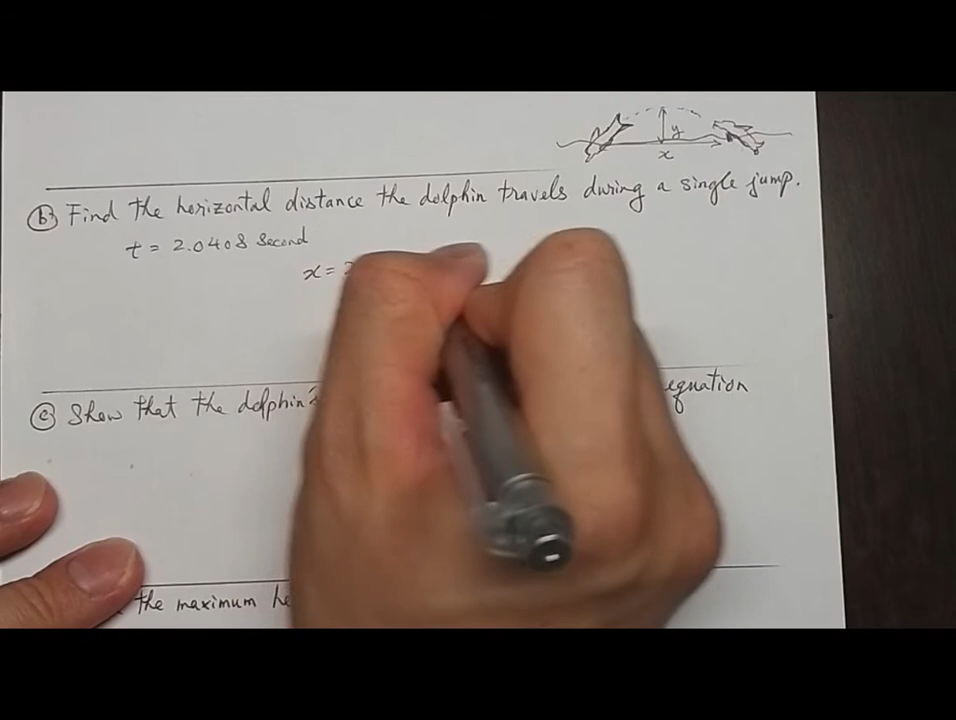 y
x
(b) Find the horizontal distance the dolphin travels during a single jump.
t = 2.0408 second
x =
(c) Show that the dolphin's equation
the maximum